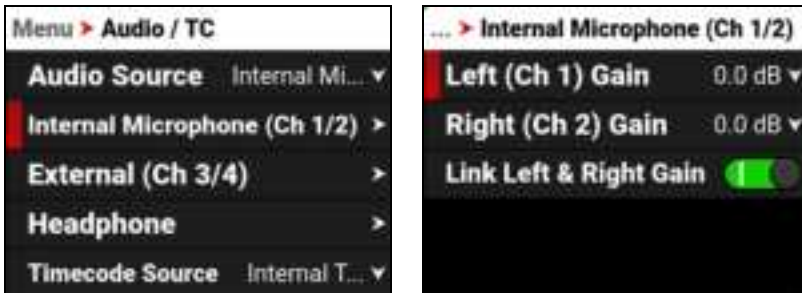 Menu > Audio / TC
Audio Source Internal Mi... ▾
Internal Microphone (Ch 1/2) >
External (Ch 3/4) >
Headphone >
Timecode Source Internal T... ▾
... > Internal Microphone (Ch 1/2)
Left (Ch 1) Gain 0.0 dB ▾
Right (Ch 2) Gain 0.0 dB ▾
Link Left & Right Gain